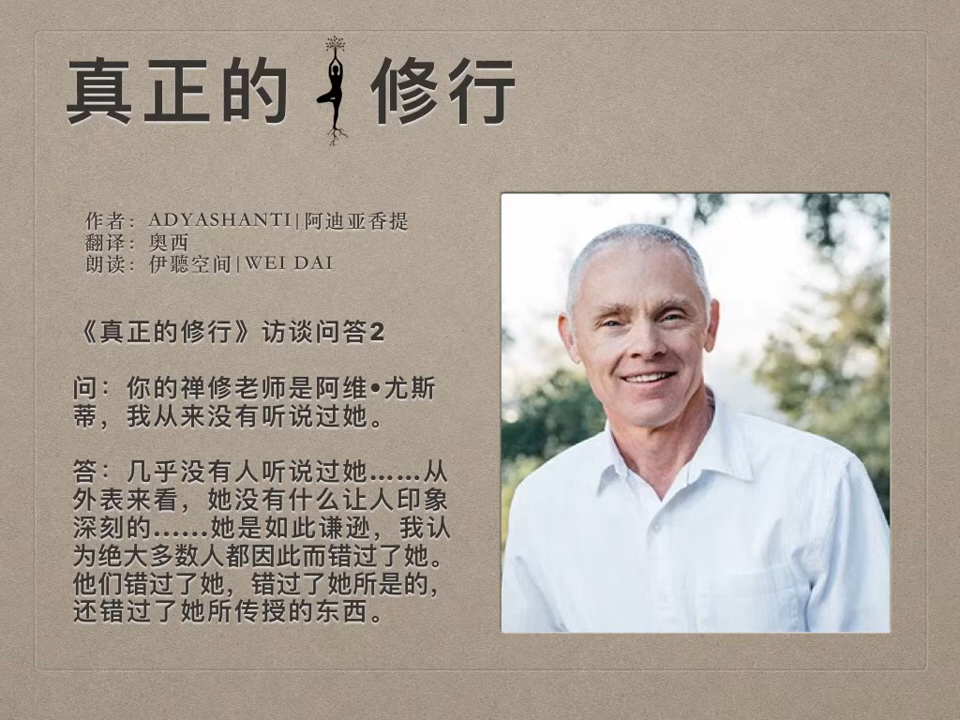 真正的修行
作者：ADYASHANTI|阿迪亚香提
翻译：奥西
朗读：伊聽空间|WEI DAI
《真正的修行》访谈问答2
问：你的禅修老师是阿维•尤斯
蒂，我从来没有听说过她。
答：几乎没有人听说过她……从
外表来看，她没有什么让人印象
深刻的……她是如此谦逊，我认
为绝大多数人都因此而错过了她。
他们错过了她，错过了她所是的，
还错过了她所传授的东西。